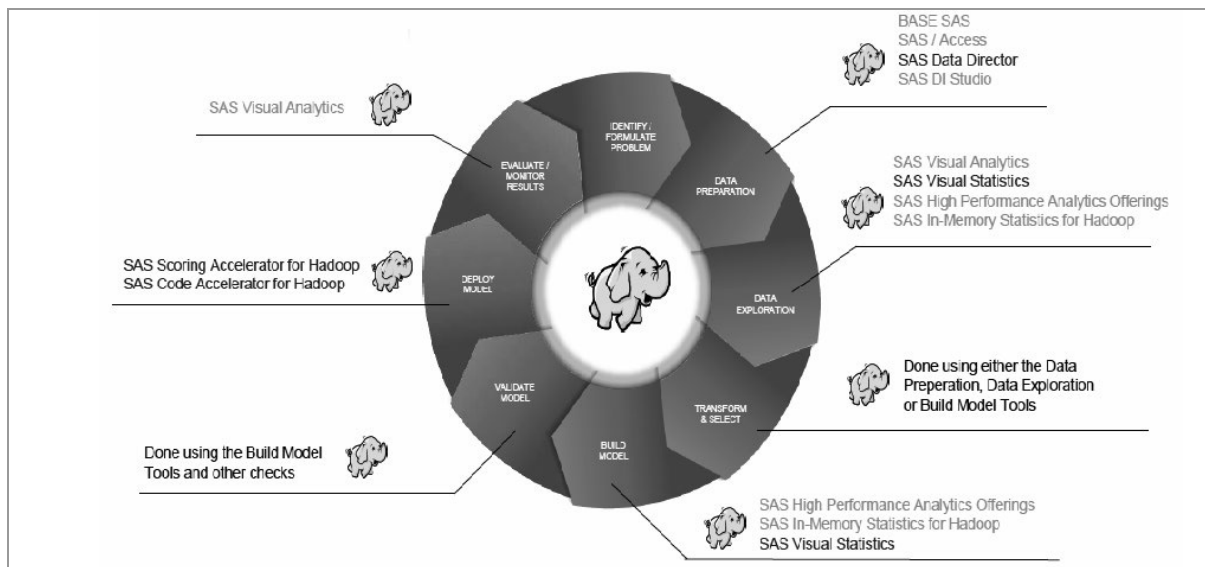 BASE SAS
SAS / Access
SAS Data Director
SAS DI Studio
SAS Visual Analytics
IDENTIFY /
FORMULATE
PROBLEM
EVALUATE /
MONITOR
RESULTS
DATA
PREPARATION
SAS Visual Analytics
SAS Visual Statistics
SAS High Performance Analytics Offerings
SAS In-Memory Statistics for Hadoop
SAS Scoring Accelerator for Hadoop
SAS Code Accelerator for Hadoop
DEPLOY
MODEL
DATA
EXPLORATION
Done using either the Data
Preperation, Data Exploration
or Build Model Tools
VALIDATE
MODEL
TRANSFORM
& SELECT
BUILD
MODEL
Done using the Build Model
Tools and other checks
SAS High Performance Analytics Offerings
SAS In-Memory Statistics for Hadoop
SAS Visual Statistics